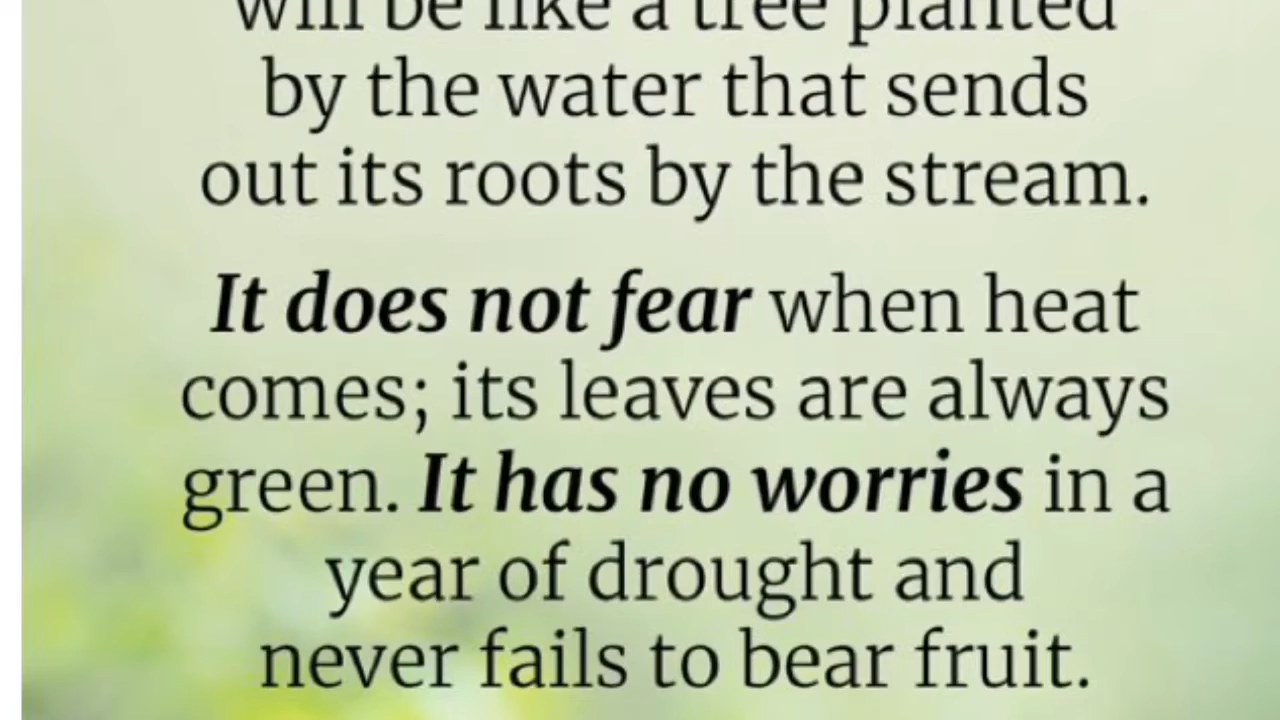 will be like a tree planted
by the water that sends
out its roots by the stream.
It does not fear when heat
comes; its leaves are always
green. It has no worries in a
year of drought and
never fails to bear fruit.